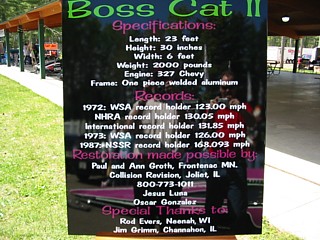 Boss Cat II
Specifications:
Length: 23 feet
Height: 30 inches
Width: 6 feet
Weight: 2000 pounds
Engine: 327 Chevy
Frame: One piece welded aluminum
Records:
1972: WSA record holder 123.00 mph
NHRA record holder 130.05 mph
International record holder 131.85 mph
1973: WSA record holder 126.00 mph
1987:NSSR record holder 168.093 mph
Restoration made possible by:
Paul and Ann Groth, Frontenac MN.
Collision Revision, Joliet, IL
800-773-1011
Jesus Luna
Oscar Gonzalez
Special Thanks to:
Rod Evers, Neenah, WI
Jim Grimm, Channahon, IL